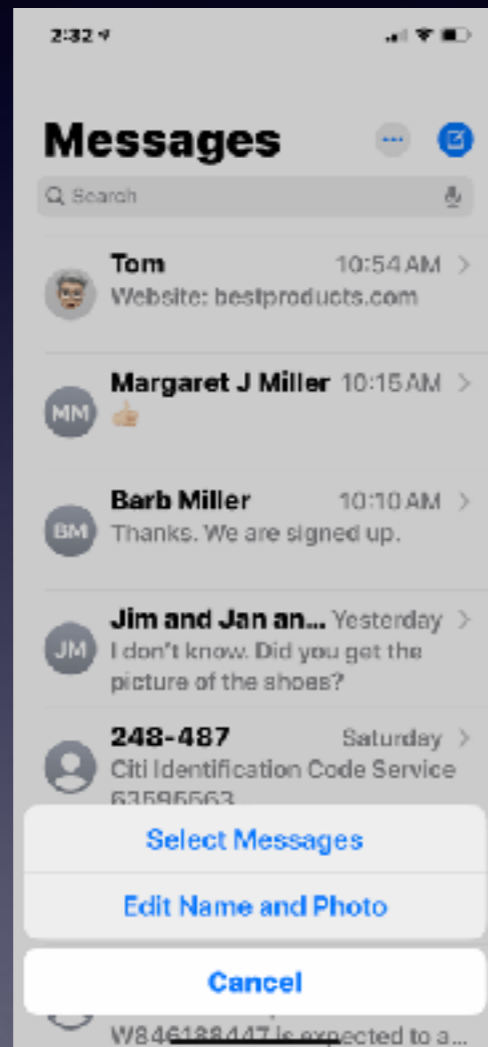 2:32
Messages
Search
Tom 10:54 AM
Website: bestproducts.com
Margaret J Miller 10:15 AM
MM
Barb Miller 10:10 AM
BM
Thanks. We are signed up.
Jim and Jan an... Yesterday
JM
I don't know. Did you get the
picture of the shoes?
248-487 Saturday
Citi Identification Code Service
Select Messages
Edit Name and Photo
Cancel
W846188447 is expected to a...